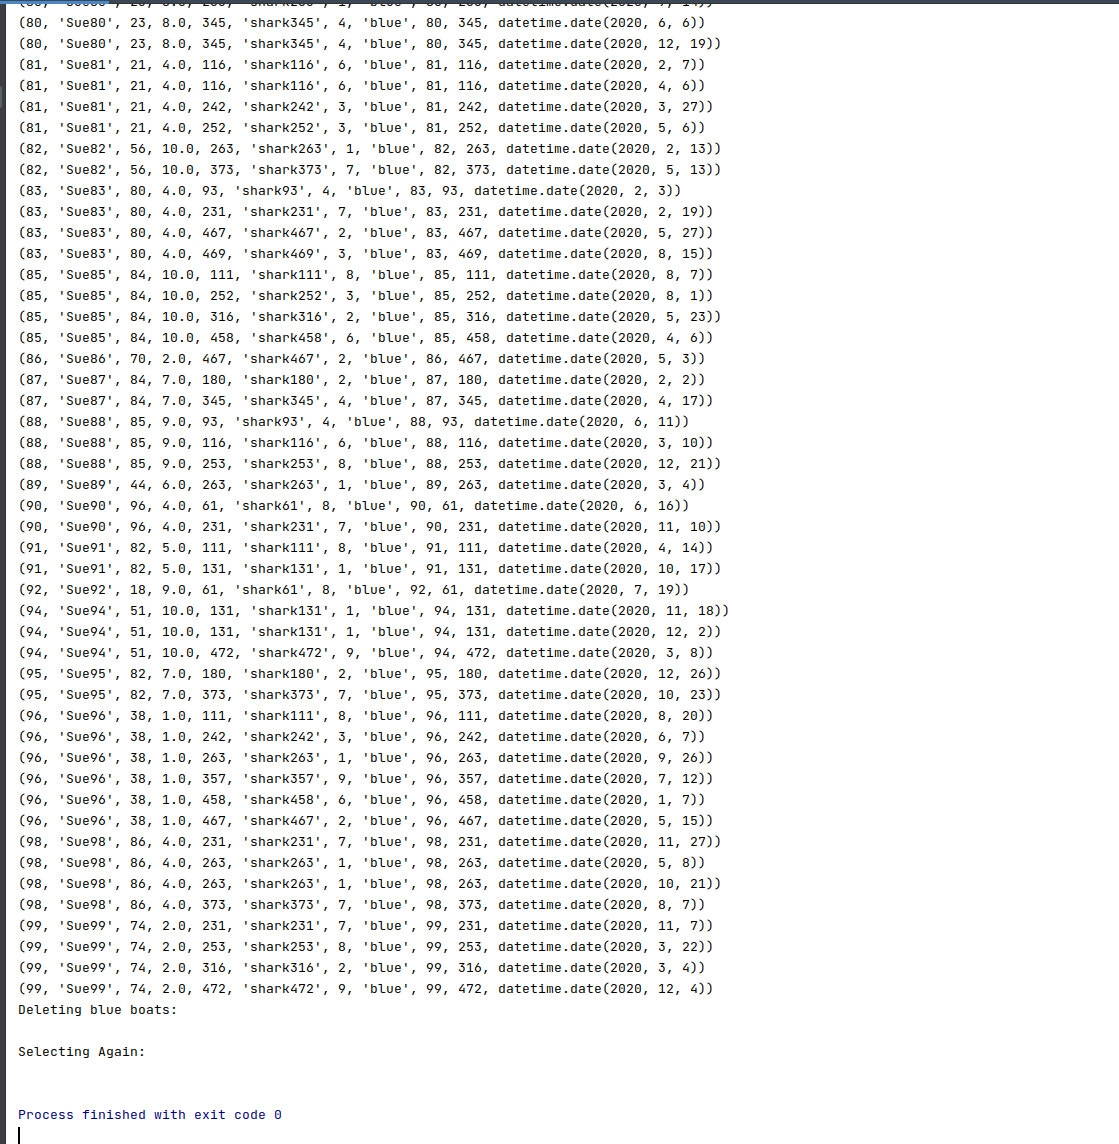 (80, 'Sue80', 23, 8.0, 345, 'shark345', 4, 'blue', 80, 345, datetime.date(2020, 6, 6))
(80, 'Sue80', 23, 8.0, 345, 'shark345', 4, 'blue', 80, 345, datetime.date(2020, 12, 19))
(81, 'Sue81', 21, 4.0, 116, 'shark116', 6, 'blue', 81, 116, datetime.date(2020, 2, 7))
(81, 'Sue81', 21, 4.0, 116, 'shark116', 6, 'blue', 81, 116, datetime.date(2020, 4, 6))
(81, 'Sue81', 21, 4.0, 242, 'shark242', 3, 'blue', 81, 242, datetime.date(2020, 3, 27))
(81, 'Sue81', 21, 4.0, 252, 'shark252', 3, 'blue', 81, 252, datetime.date(2020, 5, 6))
(82, 'Sue82', 56, 10.0, 263, 'shark263', 1, 'blue', 82, 263, datetime.date(2020, 2, 13))
(82, 'Sue82', 56, 10.0, 373, 'shark373', 7, 'blue', 82, 373, datetime.date(2020, 5, 13))
(83, 'Sue83', 80, 4.0, 93, 'shark93', 4, 'blue', 83, 93, datetime.date(2020, 2, 3))
(83, 'Sue83', 80, 4.0, 231, 'shark231', 7, 'blue', 83, 231, datetime.date(2020, 2, 19))
(83, 'Sue83', 80, 4.0, 467, 'shark467', 2, 'blue', 83, 467, datetime.date(2020, 5, 27))
(83, 'Sue83', 80, 4.0, 469, 'shark469', 3, 'blue', 83, 469, datetime.date(2020, 8, 15))
(85, 'Sue85', 84, 10.0, 111, 'shark111', 8, 'blue', 85, 111, datetime.date(2020, 8, 7))
(85, 'Sue85', 84, 10.0, 252, 'shark252', 3, 'blue', 85, 252, datetime.date(2020, 8, 1))
(85, 'Sue85', 84, 10.0, 316, 'shark316', 2, 'blue', 85, 316, datetime.date(2020, 5, 23))
(85, 'Sue85', 84, 10.0, 458, 'shark458', 6, 'blue', 85, 458, datetime.date(2020, 4, 6))
(86, 'Sue86', 70, 2.0, 467, 'shark467', 2, 'blue', 86, 467, datetime.date(2020, 5, 3))
(87, 'Sue87', 84, 7.0, 180, 'shark180', 2, 'blue', 87, 180, datetime.date(2020, 2, 2))
(87, 'Sue87', 84, 7.0, 345, 'shark345', 4, 'blue', 87, 345, datetime.date(2020, 4, 17))
(88, 'Sue88', 85, 9.0, 93, 'shark93', 4, 'blue', 88, 93, datetime.date(2020, 6, 11))
(88, 'Sue88', 85, 9.0, 116, 'shark116', 6, 'blue', 88, 116, datetime.date(2020, 3, 10))
(88, 'Sue88', 85, 9.0, 253, 'shark253', 8, 'blue', 88, 253, datetime.date(2020, 12, 21))
(89, 'Sue89', 44, 6.0, 263, 'shark263', 1, 'blue', 89, 263, datetime.date(2020, 3, 4))
(90, 'Sue90', 96, 4.0, 61, 'shark61', 8, 'blue', 90, 61, datetime.date(2020, 6, 16))
(90, 'Sue90', 96, 4.0, 231, 'shark231', 7, 'blue', 90, 231, datetime.date(2020, 11, 10))
(91, 'Sue91', 82, 5.0, 111, 'shark111', 8, 'blue', 91, 111, datetime.date(2020, 4, 14))
(91, 'Sue91', 82, 5.0, 131, 'shark131', 1, 'blue', 91, 131, datetime.date(2020, 10, 17))
(92, 'Sue92', 18, 9.0, 61, 'shark61', 8, 'blue', 92, 61, datetime.date(2020, 7, 19))
(94, 'Sue94', 51, 10.0, 131, 'shark131', 1, 'blue', 94, 131, datetime.date(2020, 11, 18))
(94, 'Sue94', 51, 10.0, 131, 'shark131', 1, 'blue', 94, 131, datetime.date(2020, 12, 2))
(94, 'Sue94', 51, 10.0, 472, 'shark472', 9, 'blue', 94, 472, datetime.date(2020, 3, 8))
(95, 'Sue95', 82, 7.0, 180, 'shark180', 2, 'blue', 95, 180, datetime.date(2020, 12, 26))
(95, 'Sue95', 82, 7.0, 373, 'shark373', 7, 'blue', 95, 373, datetime.date(2020, 10, 23))
(96, 'Sue96', 38, 1.0, 111, 'shark111', 8, 'blue', 96, 111, datetime.date(2020, 8, 20))
(96, 'Sue96', 38, 1.0, 242, 'shark242', 3, 'blue', 96, 242, datetime.date(2020, 6, 7))
(96, 'Sue96', 38, 1.0, 263, 'shark263', 1, 'blue', 96, 263, datetime.date(2020, 9, 26))
(96, 'Sue96', 38, 1.0, 357, 'shark357', 9, 'blue', 96, 357, datetime.date(2020, 7, 12))
(96, 'Sue96', 38, 1.0, 458, 'shark458', 6, 'blue', 96, 458, datetime.date(2020, 1, 7))
(96, 'Sue96', 38, 1.0, 467, 'shark467', 2, 'blue', 96, 467, datetime.date(2020, 5, 15))
(98, 'Sue98', 86, 4.0, 231, 'shark231', 7, 'blue', 98, 231, datetime.date(2020, 11, 27))
(98, 'Sue98', 86, 4.0, 263, 'shark263', 1, 'blue', 98, 263, datetime.date(2020, 5, 8))
(98, 'Sue98', 86, 4.0, 263, 'shark263', 1, 'blue', 98, 263, datetime.date(2020, 10, 21))
(98, 'Sue98', 86, 4.0, 373, 'shark373', 7, 'blue', 98, 373, datetime.date(2020, 8, 7))
(99, 'Sue99', 74, 2.0, 231, 'shark231', 7, 'blue', 99, 231, datetime.date(2020, 11, 7))
(99, 'Sue99', 74, 2.0, 253, 'shark253', 8, 'blue', 99, 253, datetime.date(2020, 3, 22))
(99, 'Sue99', 74, 2.0, 316, 'shark316', 2, 'blue', 99, 316, datetime.date(2020, 3, 4))
(99, 'Sue99', 74, 2.0, 472, 'shark472', 9, 'blue', 99, 472, datetime.date(2020, 12, 4))
Deleting blue boats:
Selecting Again:
Process finished with exit code 0